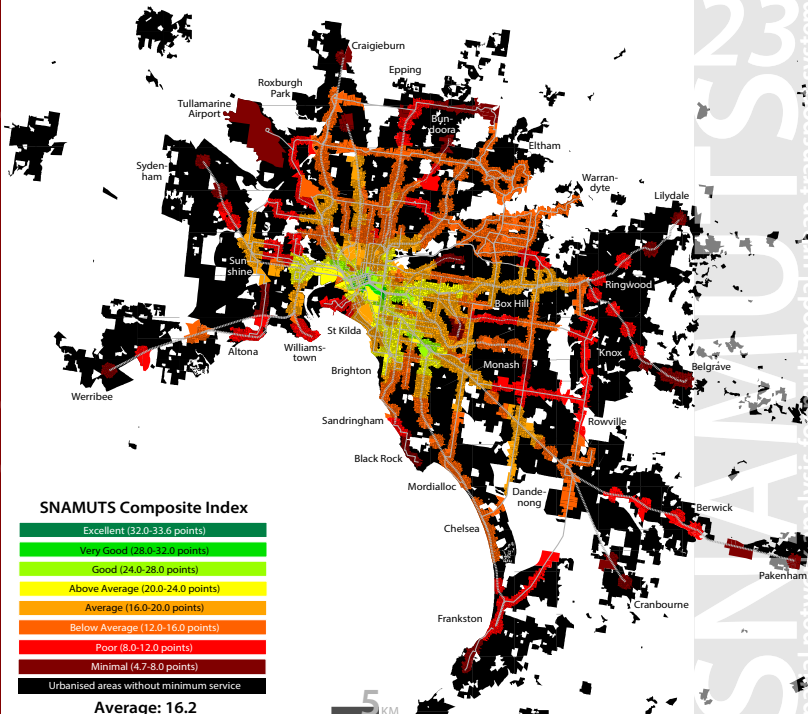 Craigieburn
Epping
Roxburgh
Park
Tullamarine
Airport
Bun-
doora
Eltham
Syden-
ham
Warran-
dyte
Lilydale
Sun-
shine
Ringwood
Box Hill
St Kilda
Altona
Williams-
town
Knox
Monash
Brighton
Belgrave
Werribee
Sandringham
Rowville
Black Rock
Mordialloc
Dande-
nong
Berwick
Chelsea
Pakenham
Cranbourne
Frankston
SNAMUTS Composite Index
Excellent (32.0-33.6 points)
Very Good (28.0-32.0 points)
Good (24.0-28.0 points)
Above Average (20.0-24.0 points)
Average (16.0-20.0 points)
Below Average (12.0-16.0 points)
Poor (8.0-12.0 points)
Minimal (4.7-8.0 points)
Urbanised areas without minimum service
Average: 16.2
5 KM
SNAMUTS 23